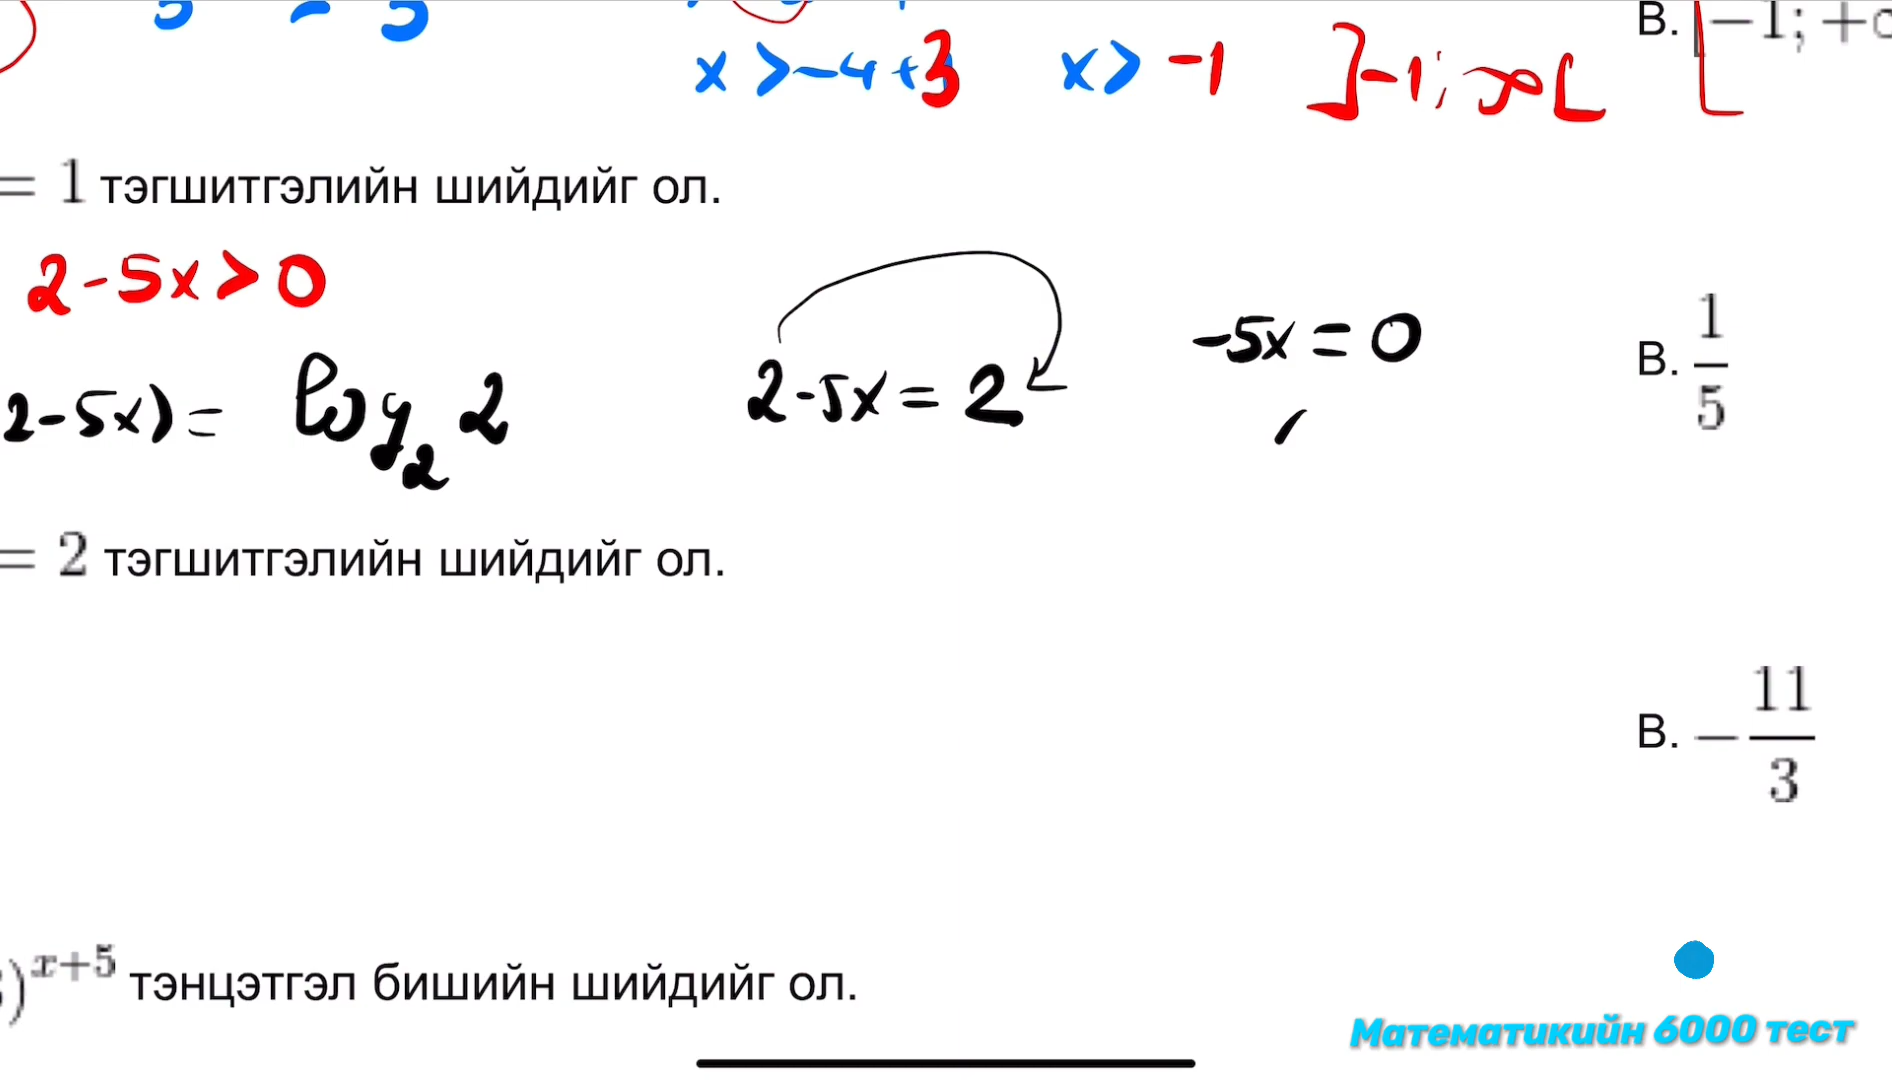 x > -4 + 3   x > -1   ]-1; ∞[   B. [-1; +
= 1 тэгшитгэлийн шийдийг ол.
2 - 5x > 0
-5x = 0
B. 1/5
2 - 5x) = log₂ 2   2 - 5x = 2
= 2 тэгшитгэлийн шийдийг ол.
B. -11/3
)^{x+5} тэнцэтгэл бишийн шийдийг ол.
Математикийн 6000 тест